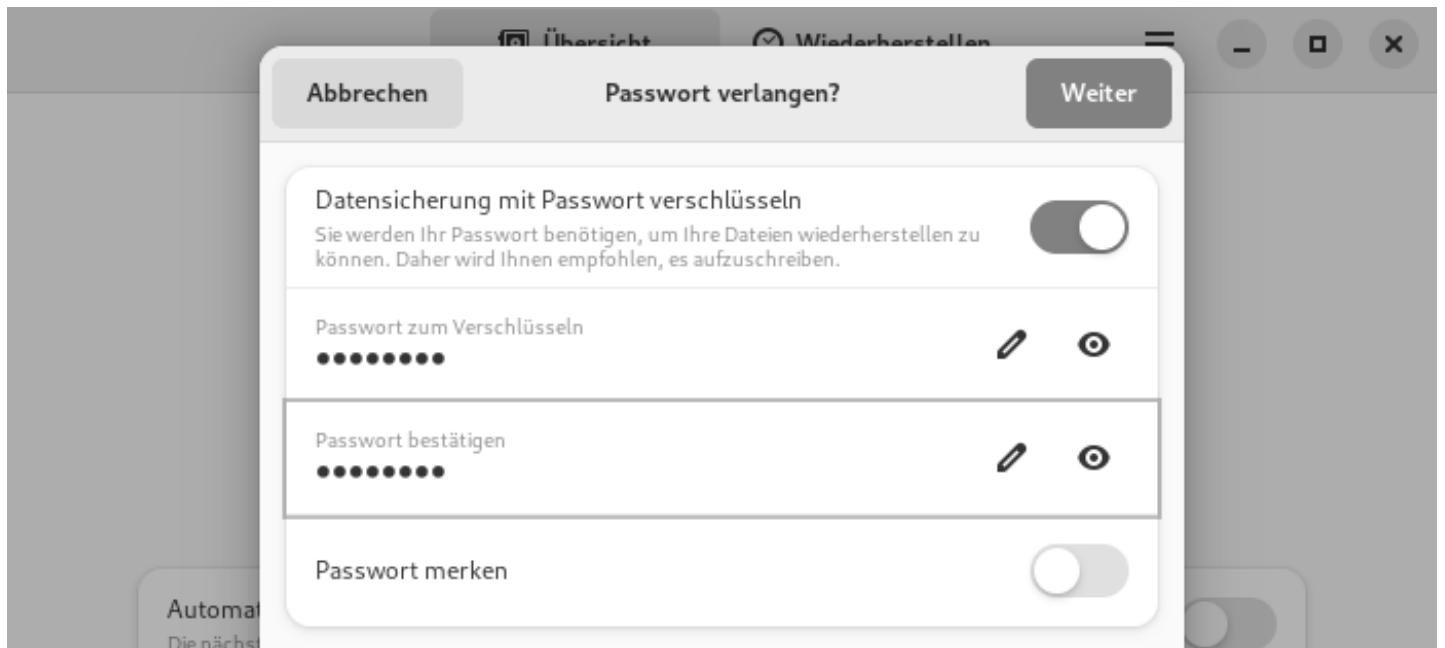 Übersicht Wiederherstellen
Abbrechen Passwort verlangen? Weiter
Datensicherung mit Passwort verschlüsseln
Sie werden Ihr Passwort benötigen, um Ihre Dateien wiederherstellen zu
können. Daher wird Ihnen empfohlen, es aufzuschreiben.
Passwort zum Verschlüsseln
●●●●●●●●
Passwort bestätigen
●●●●●●●●
Passwort merken